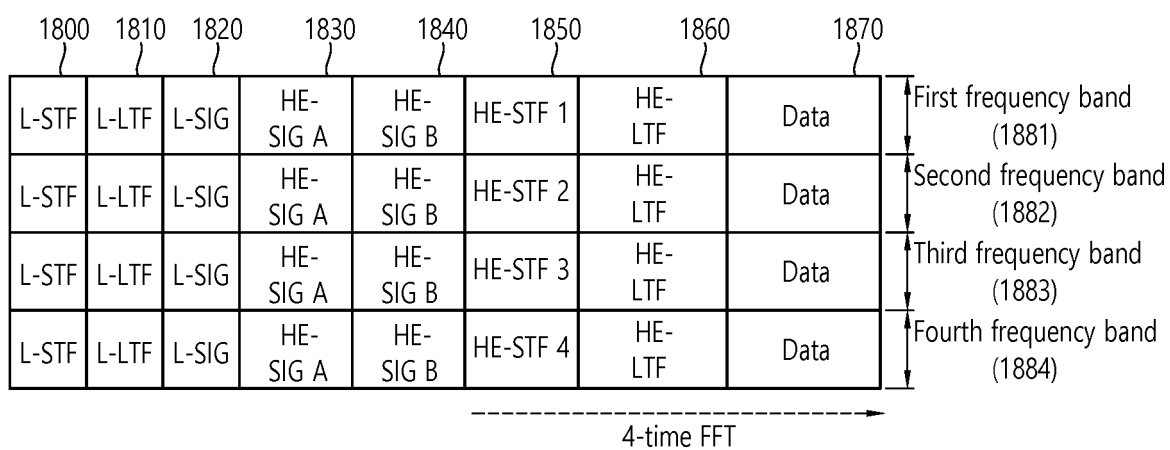 1800 1810 1820 1830 1840 1850 1860 1870
L-STF L-LTF L-SIG HE-SIG A HE-SIG B HE-STF 1 HE-LTF Data First frequency band
(1881)
L-STF L-LTF L-SIG HE-SIG A HE-SIG B HE-STF 2 HE-LTF Data Second frequency band
(1882)
L-STF L-LTF L-SIG HE-SIG A HE-SIG B HE-STF 3 HE-LTF Data Third frequency band
(1883)
L-STF L-LTF L-SIG HE-SIG A HE-SIG B HE-STF 4 HE-LTF Data Fourth frequency band
(1884)
4-time FFT